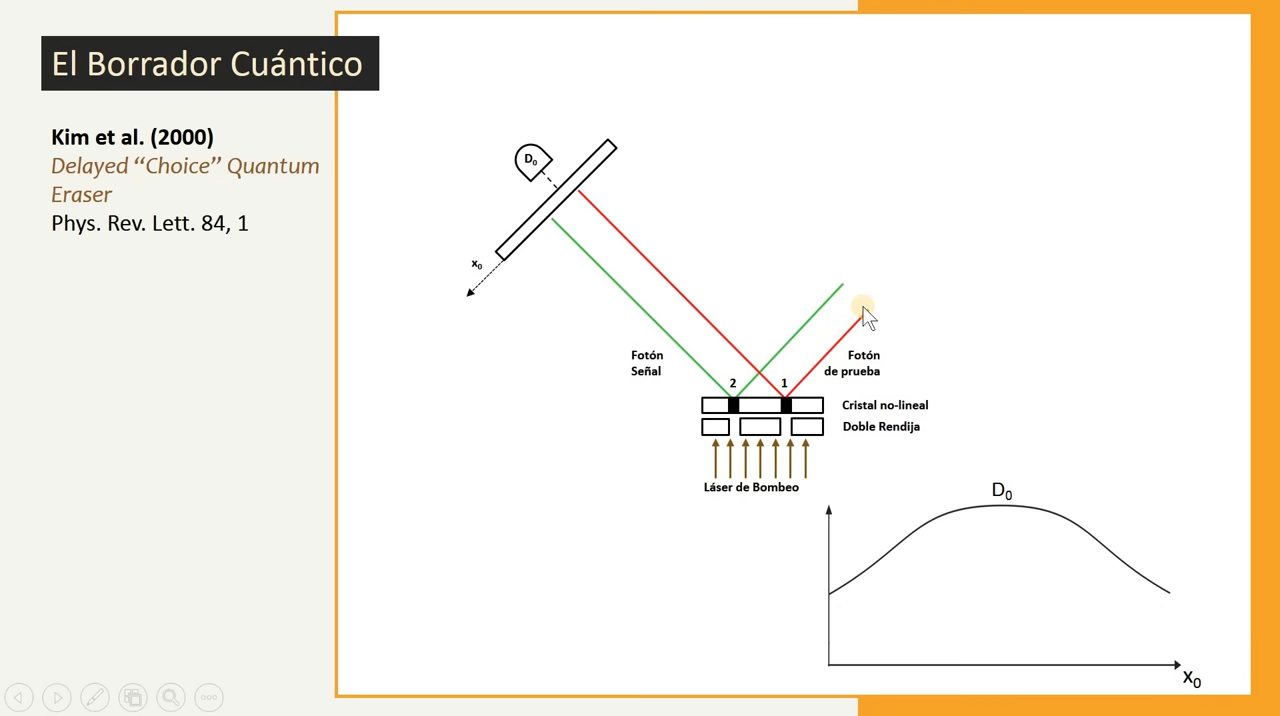 El Borrador Cuántico
Kim et al. (2000)
Delayed “Choice” Quantum
Eraser
Phys. Rev. Lett. 84, 1
D₀
x₀
Fotón
Señal
2
1
Fotón
de prueba
Cristal no-lineal
Doble Rendija
Láser de Bombeo
D₀
x₀